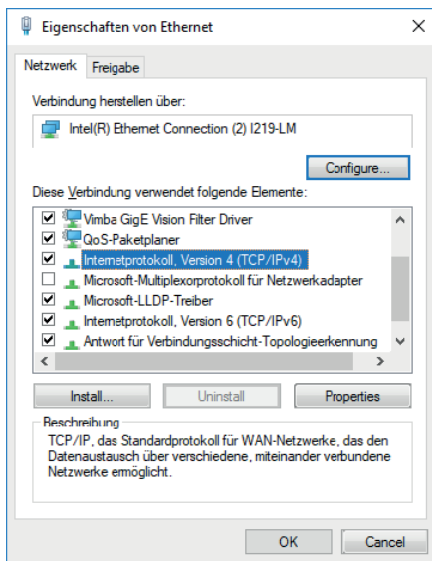 Eigenschaften von Ethernet
Netzwerk Freigabe
Verbindung herstellen über:
Intel(R) Ethernet Connection (2) I219-LM
Configure...
Diese Verbindung verwendet folgende Elemente:
Vimba GigE Vision Filter Driver
QoS-Paketplaner
Internetprotokoll, Version 4 (TCP/IPv4)
Microsoft-Multiplexorprotokoll für Netzwerkadapter
Microsoft-LLDP-Treiber
Internetprotokoll, Version 6 (TCP/IPv6)
Antwort für Verbindungsschicht-Topologieerkennung
Install... Uninstall Properties
Beschreibung
TCP/IP, das Standardprotokoll für WAN-Netzwerke, das den
Datenaustausch über verschiedene, miteinander verbundene
Netzwerke ermöglicht.
OK Cancel